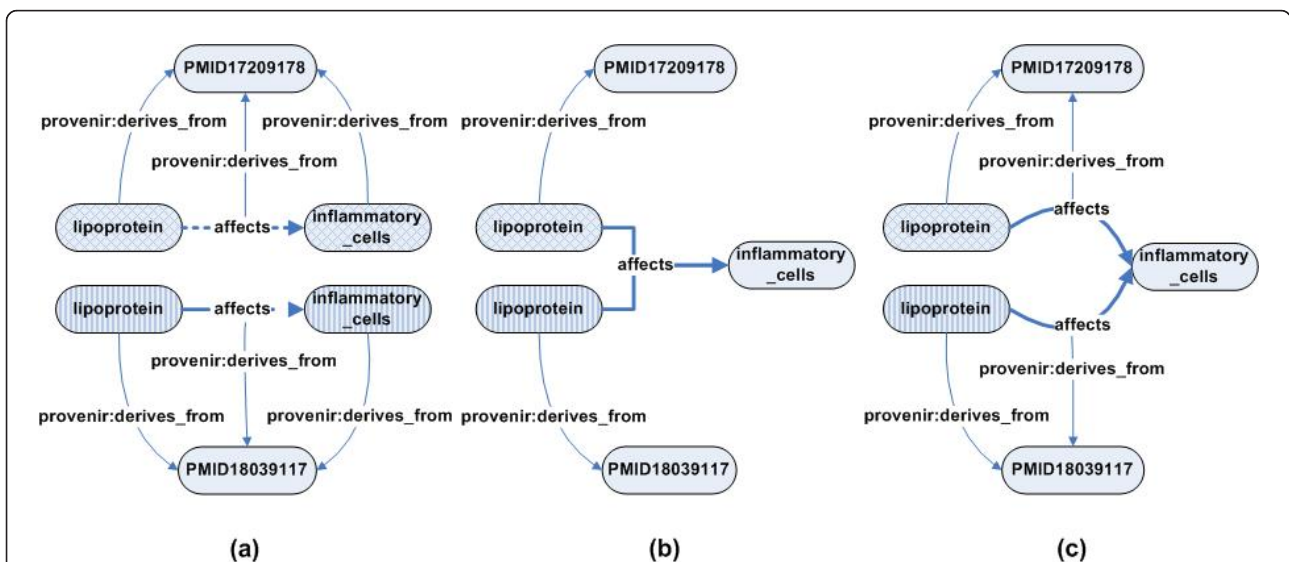 PMID17209178
provenir:derives_from
provenir:derives_from
provenir:derives_from
lipoprotein
affects
inflammatory
_cells
lipoprotein
affects
inflammatory
_cells
provenir:derives_from
provenir:derives_from
provenir:derives_from
PMID18039117
(a)
PMID17209178
provenir:derives_from
lipoprotein
affects
inflammatory
_cells
lipoprotein
provenir:derives_from
PMID18039117
(b)
PMID17209178
provenir:derives_from
provenir:derives_from
lipoprotein
affects
inflammatory
_cells
lipoprotein
affects
provenir:derives_from
provenir:derives_from
PMID18039117
(c)